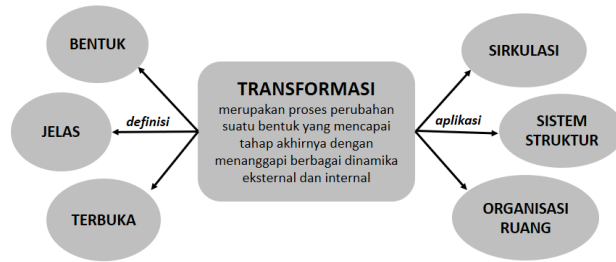 BENTUK
JELAS
TERBUKA
definisi
TRANSFORMASI
merupakan proses perubahan
suatu bentuk yang mencapai
tahap akhirnya dengan
menanggapi berbagai dinamika
eksternal dan internal
aplikasi
SIRKULASI
SISTEM
STRUKTUR
ORGANISASI
RUANG